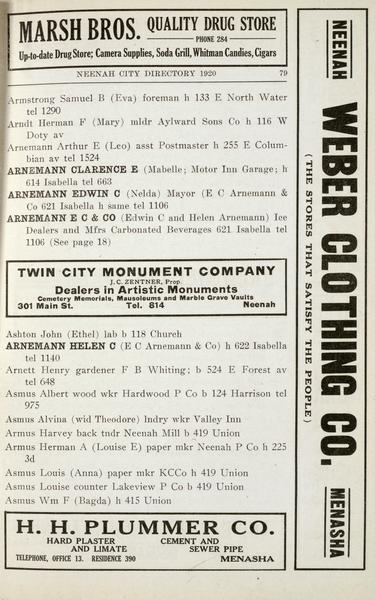 MARSH BROS. QUALITY DRUG STORE
PHONE 284
Up-to-date Drug Store; Camera Supplies, Soda Grill, Whitman Candies, Cigars
NEENAH CITY DIRECTORY 1920 79
Armstrong Samuel B (Eva) foreman h 133 E North Water
tel 1290
Arndt Herman F (Mary) mldr Aylward Sons Co h 116 W
Doty av
Arnemann Arthur E (Leo) asst Postmaster h 255 E Colum-
bian av tel 1524
ARNEMANN CLARENCE E (Mabelle; Motor Inn Garage; h
614 Isabella tel 663
ARNEMANN EDWIN C (Nelda) Mayor (E C Arnemann &
Co 621 Isabella h same tel 1106
ARNEMANN E C & CO (Edwin C and Helen Arnemann) Ice
Dealers and Mfrs Carbonated Beverages 621 Isabella tel
1106 (See page 18)
TWIN CITY MONUMENT COMPANY
J. C. ZENTNER, Prop.
Dealers in Artistic Monuments
Cemetery Memorials, Mausoleums and Marble Grave Vaults
301 Main St. Tel. 814 Neenah
Ashton John (Ethel) lab b 118 Church
ARNEMANN HELEN C (E C Arnemann & Co) h 622 Isabella
tel 1140
Arnett Henry gardener F B Whiting; b 524 E Forest av
tel 648
Asmus Albert wood wkr Hardwood P Co b 124 Harrison tel
975
Asmus Alvina (wid Theodore) lndry wkr Valley Inn
Armus Harvey back tndr Neenah Mill b 419 Union
Armus Herman A (Louise E) paper mkr Neenah P Co h 225
3d
Asmus Louis (Anna) paper mkr KCCo h 419 Union
Asmus Louise counter Lakeview P Co b 419 Union
Asmus Wm F (Bagda) h 415 Union
H. H. PLUMMER CO.
HARD PLASTER CEMENT AND
AND LIMATE SEWER PIPE
TELEPHONE, OFFICE 13. RESIDENCE 390 MENASHA
NEENAH WEBER CLOTHING CO. MENASHA
(THE STORES THAT SATISFY THE PEOPLE)